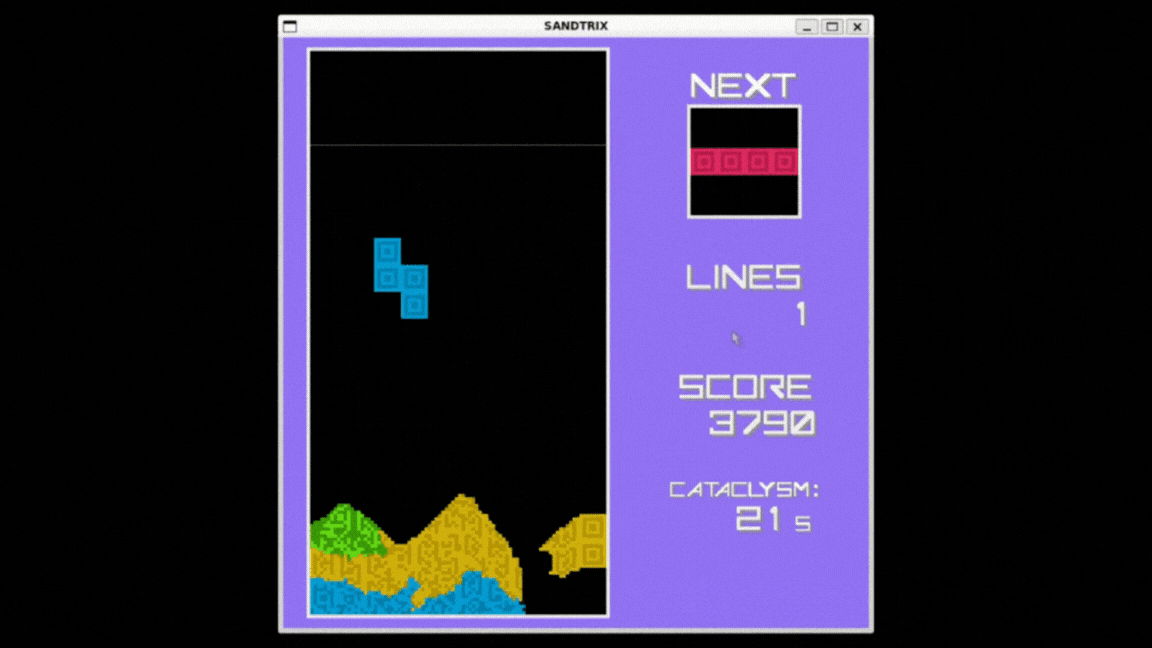 SANDTRIX
NEXT
LINES
1
SCORE
3790
CATACLYSM:
21 S